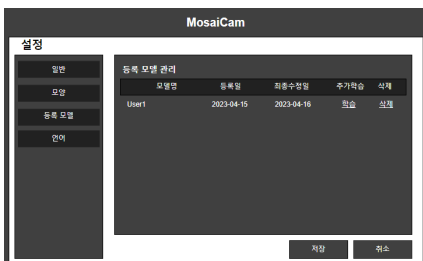 MosaiCam
설정
일반
모양
등록 모델
언어
등록 모델 관리
모델명 등록일 최종수정일 추가학습 삭제
User1 2023-04-15 2023-04-16 학습 삭제
저장 취소